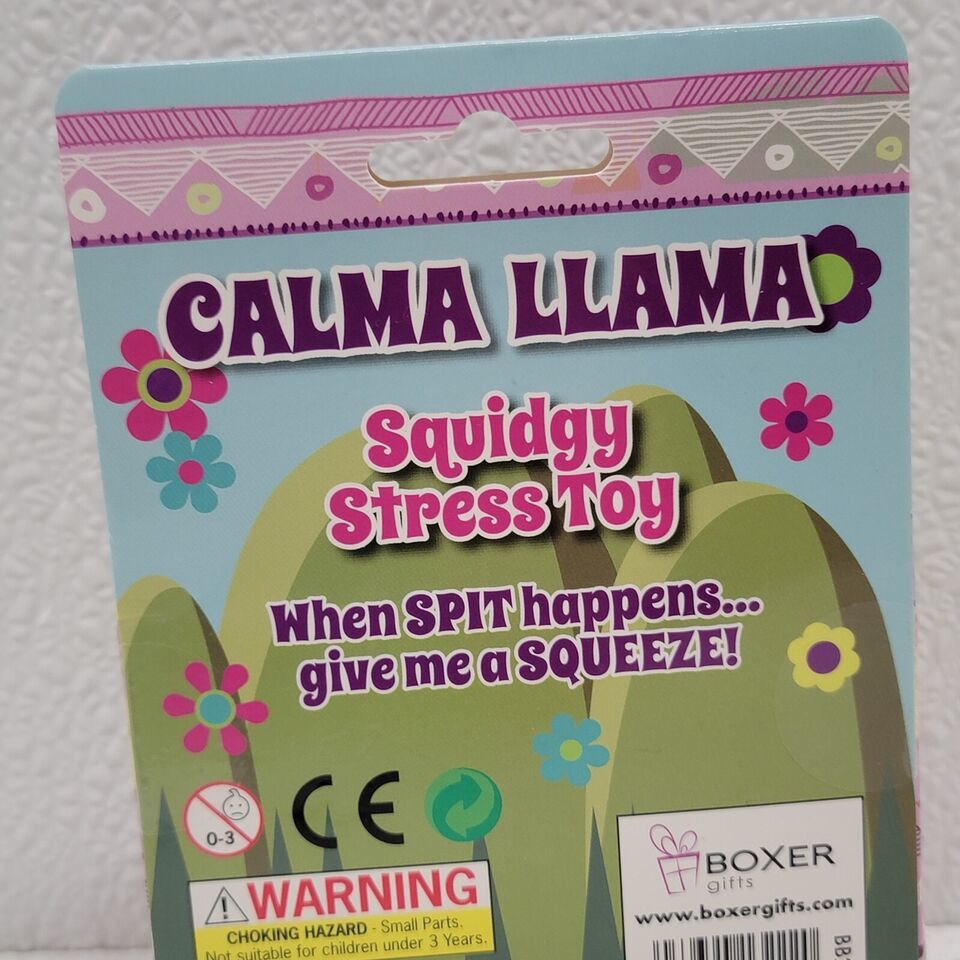 CALMA LLAMA
Squidgy
Stress Toy
When SPIT happens...
give me a SQUEEZE!
0-3
CE
WARNING
CHOKING HAZARD - Small Parts.
Not suitable for children under 3 Years.
BOXER
gifts
www.boxergifts.com